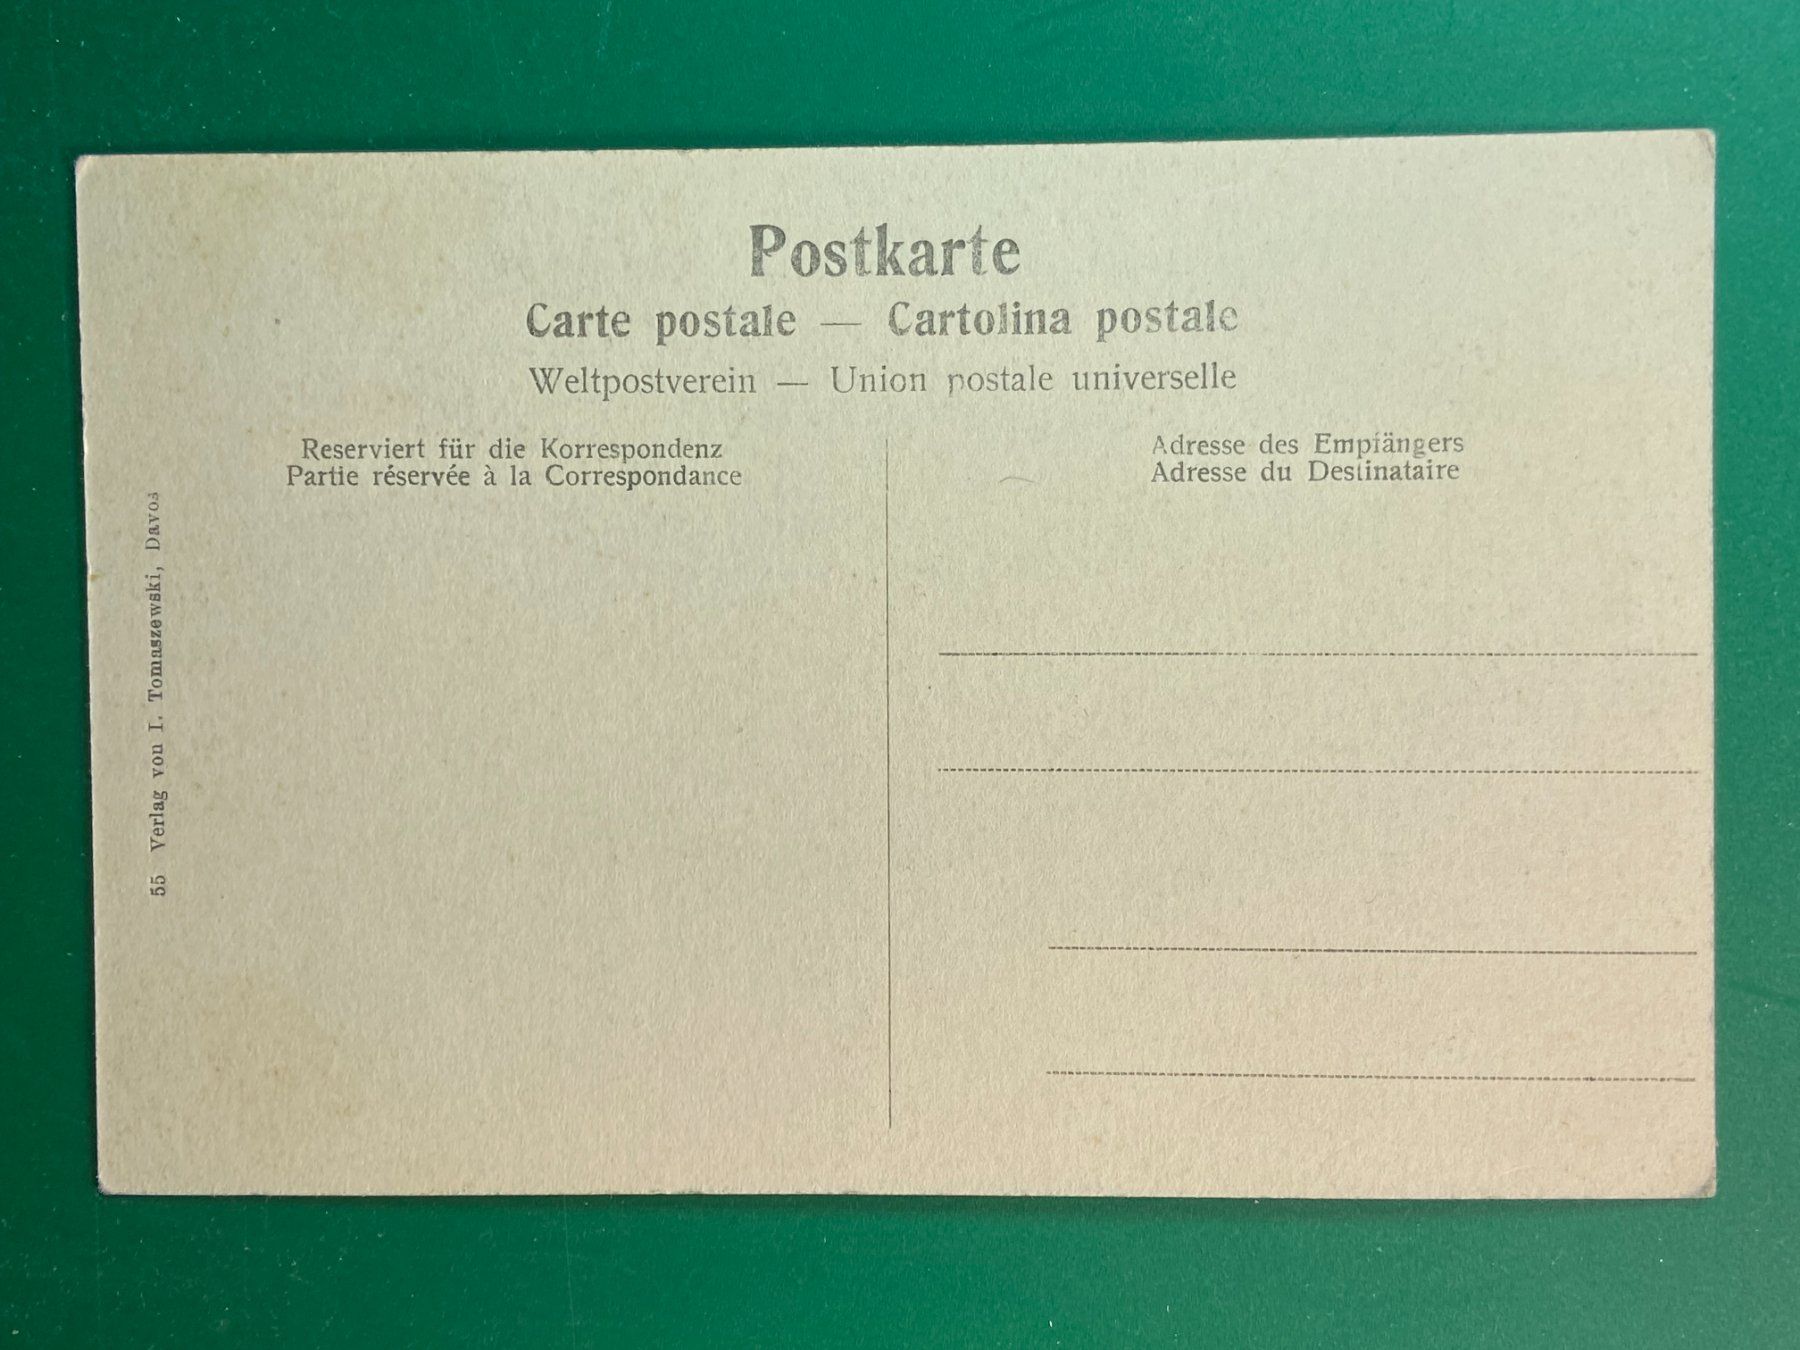 Postkarte
Carte postale — Cartolina postale
Weltpostverein — Union postale universelle
Reserviert für die Korrespondenz
Partie réservée à la Correspondance
Adresse des Empfängers
Adresse du Destinataire
55 Verlag von I. Tomaszewski, Davos